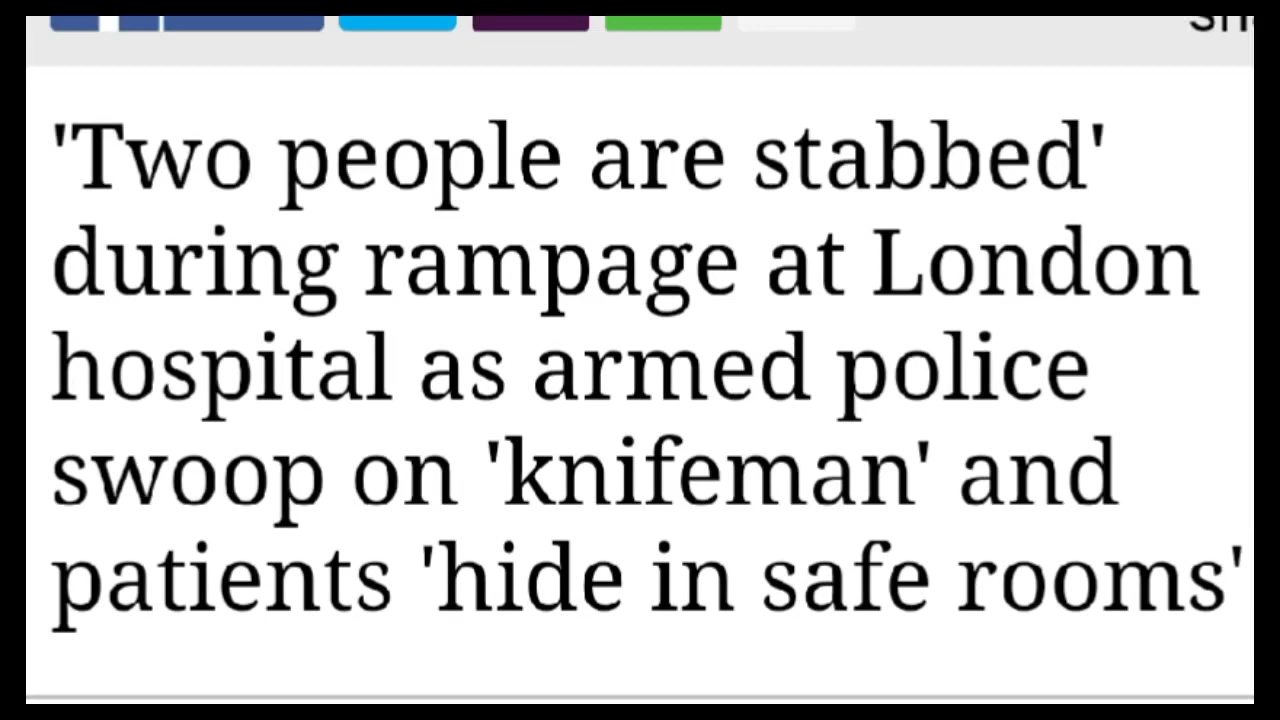 'Two people are stabbed'
during rampage at London
hospital as armed police
swoop on 'knifeman' and
patients 'hide in safe rooms'